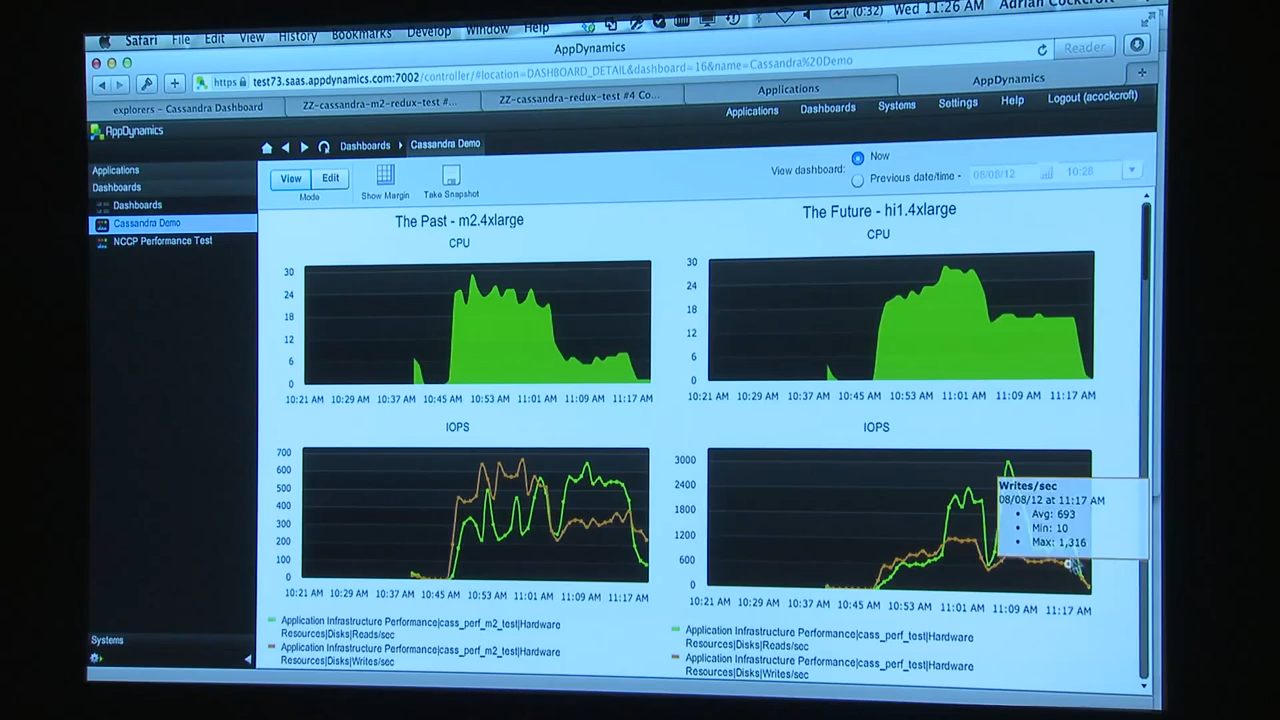 Safari File Edit View History Bookmarks Develop Window Help (0:32) Wed 11:26 AM Adrian Cockcroft
AppDynamics
https test73.saas.appdynamics.com:7002/controller/#location=DASHBOARD_DETAIL&dashboard=16&name=Cassandra%20Demo Reader
explorers – Cassandra Dashboard ZZ-cassandra-m2-redux-test #... ZZ-cassandra-redux-test #4 Co... Applications AppDynamics
AppDynamics Applications Dashboards Systems Settings Help Logout (acockcroft)
Dashboards Cassandra Demo
Applications
Dashboards
Dashboards
Cassandra Demo
NCCP Performance Test
View Edit
Mode
Show Margin
Take Snapshot
View dashboard: Now
Previous date/time - 08/08/12 10:28
The Past - m2.4xlarge
CPU
30
24
18
12
6
0
10:21 AM 10:29 AM 10:37 AM 10:45 AM 10:53 AM 11:01 AM 11:09 AM 11:17 AM
The Future - hi1.4xlarge
CPU
30
24
18
12
6
0
10:21 AM 10:29 AM 10:37 AM 10:45 AM 10:53 AM 11:01 AM 11:09 AM 11:17 AM
IOPS
700
600
500
400
300
200
100
0
10:21 AM 10:29 AM 10:37 AM 10:45 AM 10:53 AM 11:01 AM 11:09 AM 11:17 AM
Application Infrastructure Performance|cass_perf_m2_test|Hardware
Resources|Disks|Reads/sec
Application Infrastructure Performance|cass_perf_m2_test|Hardware
Resources|Disks|Writes/sec
IOPS
3000
2400
1800
1200
600
0
Writes/sec
08/08/12 at 11:17 AM
• Avg: 693
• Min: 10
• Max: 1,316
10:21 AM 10:29 AM 10:37 AM 10:45 AM 10:53 AM 11:01 AM 11:09 AM 11:17 AM
Application Infrastructure Performance|cass_perf_test|Hardware
Resources|Disks|Reads/sec
Application Infrastructure Performance|cass_perf_test|Hardware
Resources|Disks|Writes/sec
Systems